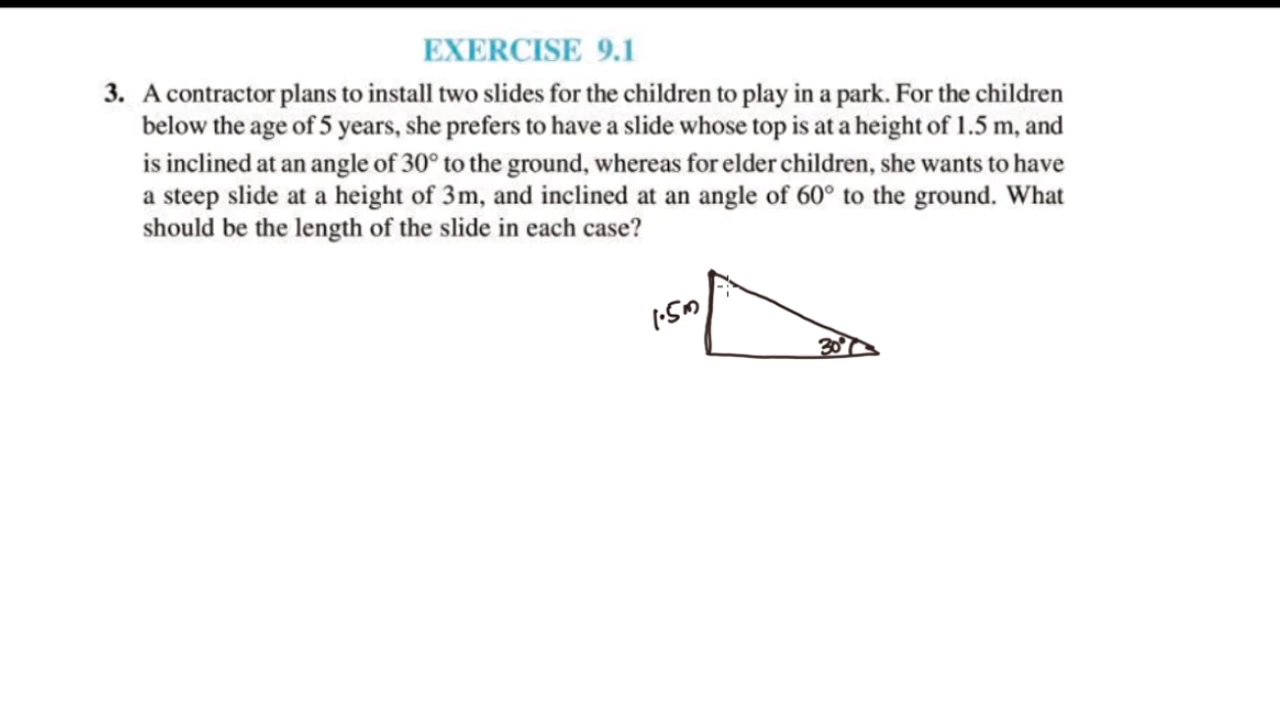 EXERCISE 9.1
3. A contractor plans to install two slides for the children to play in a park. For the children
below the age of 5 years, she prefers to have a slide whose top is at a height of 1.5 m, and
is inclined at an angle of 30° to the ground, whereas for elder children, she wants to have
a steep slide at a height of 3m, and inclined at an angle of 60° to the ground. What
should be the length of the slide in each case?
1.5m
30°